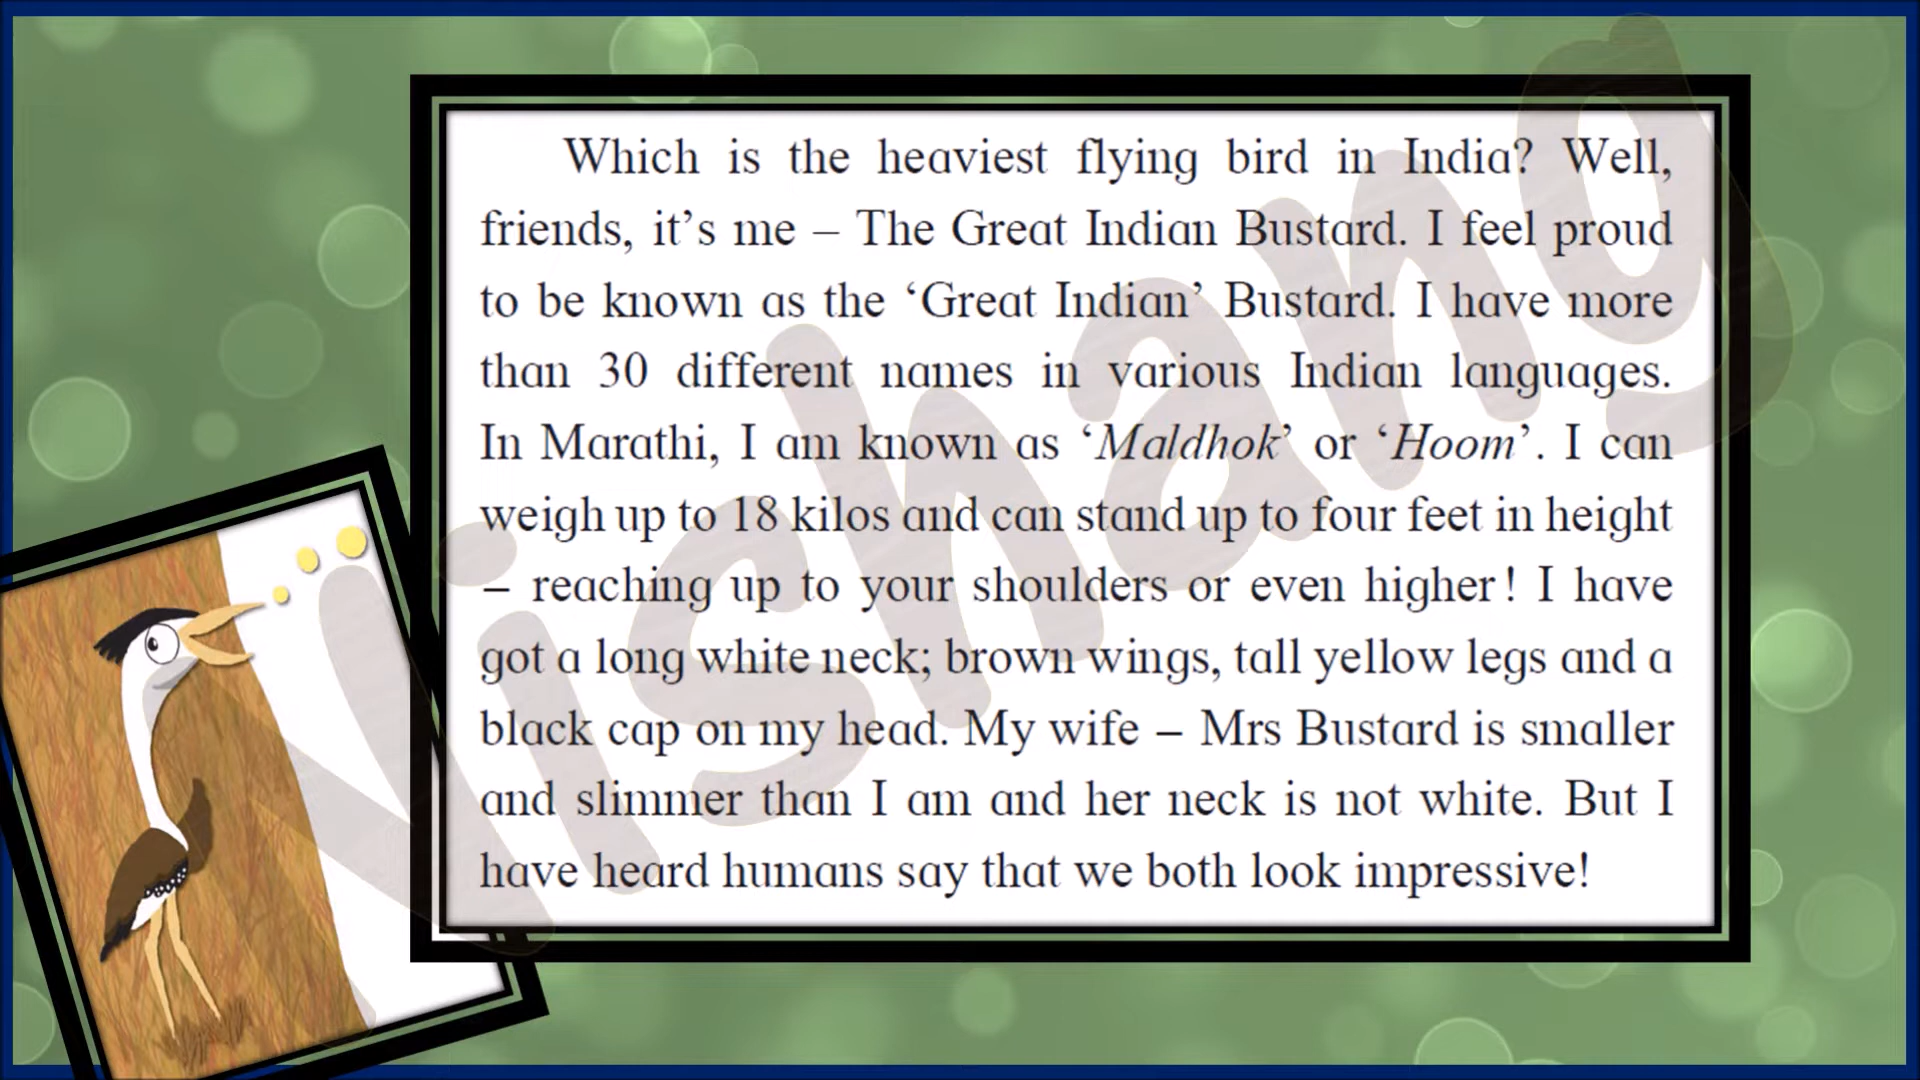 Which is the heaviest flying bird in India? Well,
friends, it’s me – The Great Indian Bustard. I feel proud
to be known as the ‘Great Indian’ Bustard. I have more
than 30 different names in various Indian languages.
In Marathi, I am known as ‘Maldhok’ or ‘Hoom’. I can
weigh up to 18 kilos and can stand up to four feet in height
– reaching up to your shoulders or even higher! I have
got a long white neck; brown wings, tall yellow legs and a
black cap on my head. My wife – Mrs Bustard is smaller
and slimmer than I am and her neck is not white. But I
have heard humans say that we both look impressive!
Vishang